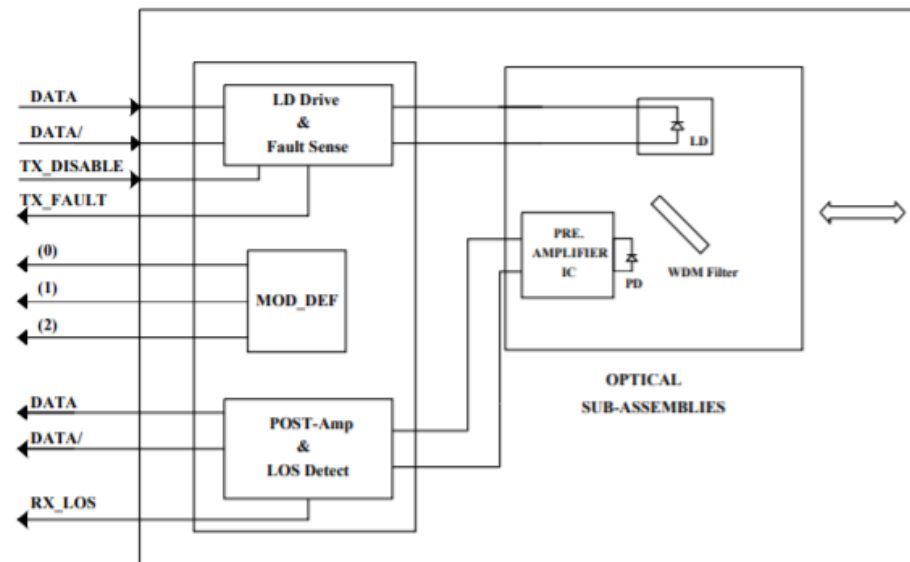 DATA
DATA/
TX_DISABLE
TX_FAULT
(0)
(1)
(2)
DATA
DATA/
RX_LOS
LD Drive
&
Fault Sense
MOD_DEF
POST-Amp
&
LOS Detect
LD
PRE.
AMPLIFIER
IC
PD
WDM Filter
OPTICAL
SUB-ASSEMBLIES